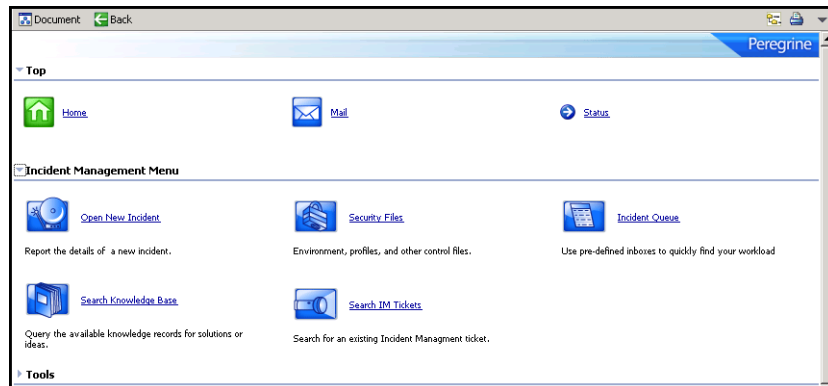 Document Back
Peregrine
Top
Home Mail Status
Incident Management Menu
Open New Incident Security Files Incident Queue
Report the details of a new incident. Environment, profiles, and other control files. Use pre-defined inboxes to quickly find your workload
Search Knowledge Base Search IM Tickets
Query the available knowledge records for solutions or
ideas.
Search for an existing Incident Managment ticket.
Tools